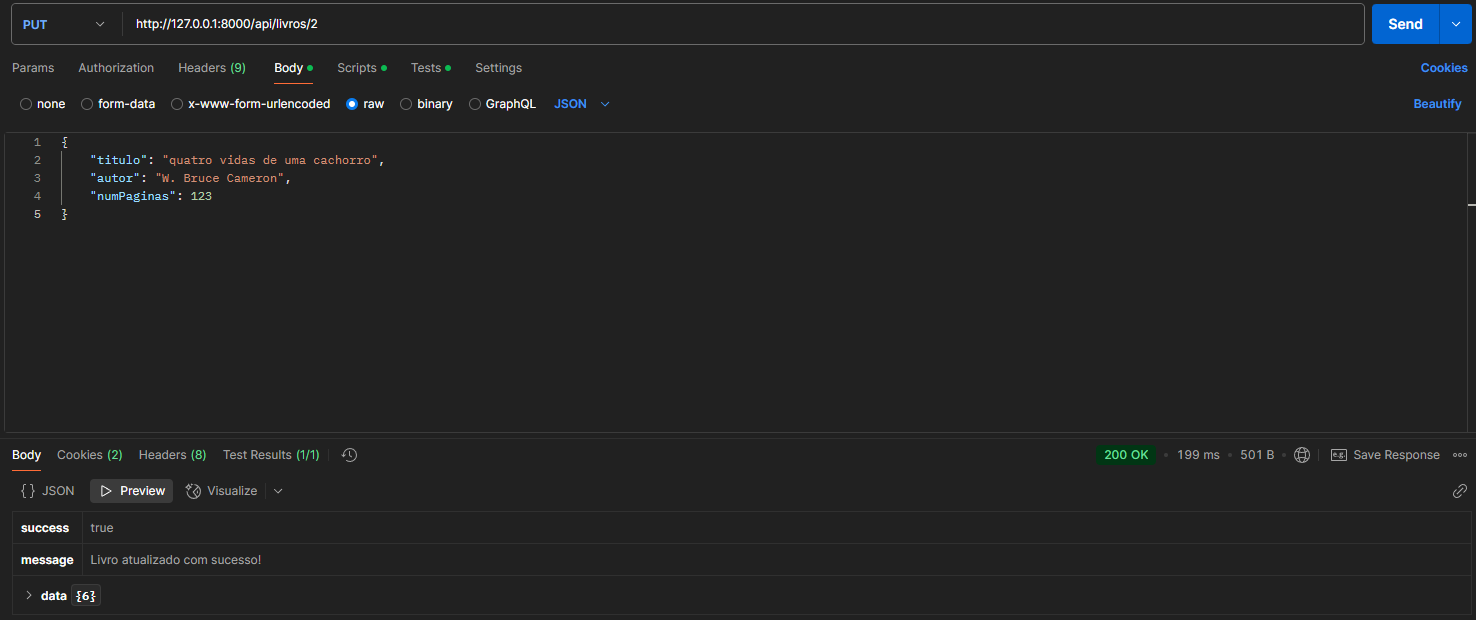 PUT http://127.0.0.1:8000/api/livros/2 Send
Params Authorization Headers (9) Body Scripts Tests Settings Cookies
none form-data x-www-form-urlencoded raw binary GraphQL JSON Beautify
1 {
2 "titulo": "quatro vidas de uma cachorro",
3 "autor": "W. Bruce Cameron",
4 "numPaginas": 123
5 }
Body Cookies (2) Headers (8) Test Results (1/1) 200 OK 199 ms 501 B e.g. Save Response
{} JSON Preview Visualize
success true
message Livro atualizado com sucesso!
data {6}